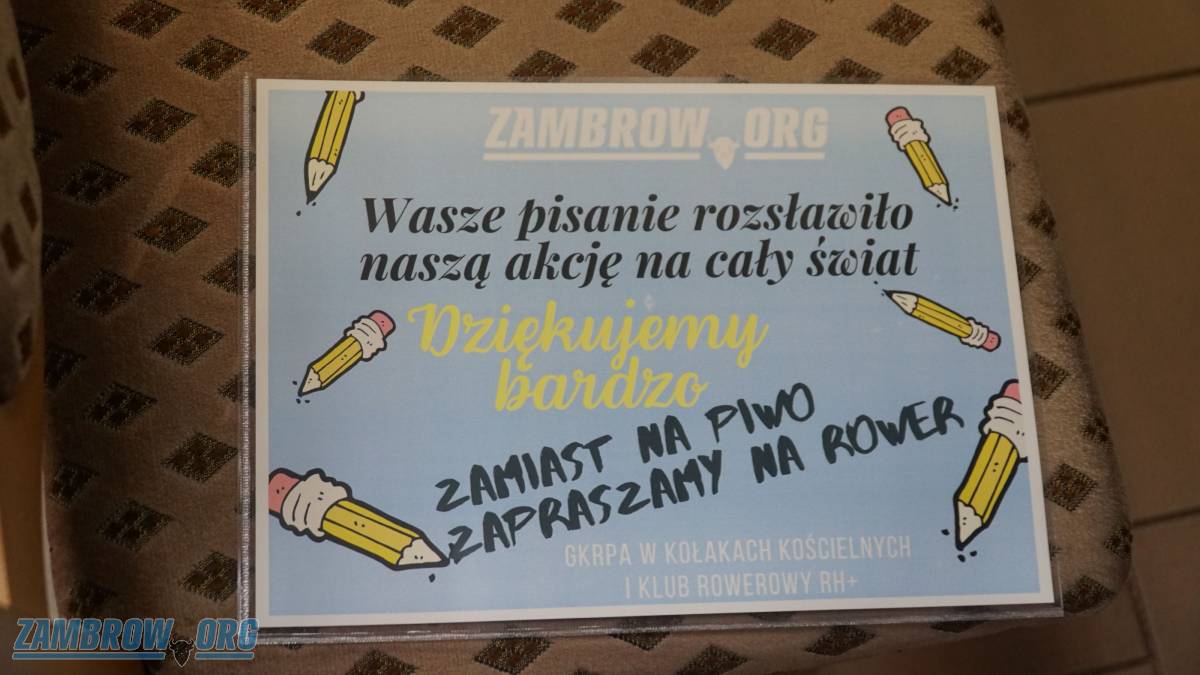 ZAMBROW.ORG
Wasze pisanie rozsławiło
naszą akcję na cały świat
Dziękujemy
bardzo
ZAMIAST NA PIWO
ZAPRASZAMY NA ROWER
GKRPA W KOŁAKACH KOŚCIELNYCH
I KLUB ROWEROWY RH+
ZAMBROW.ORG